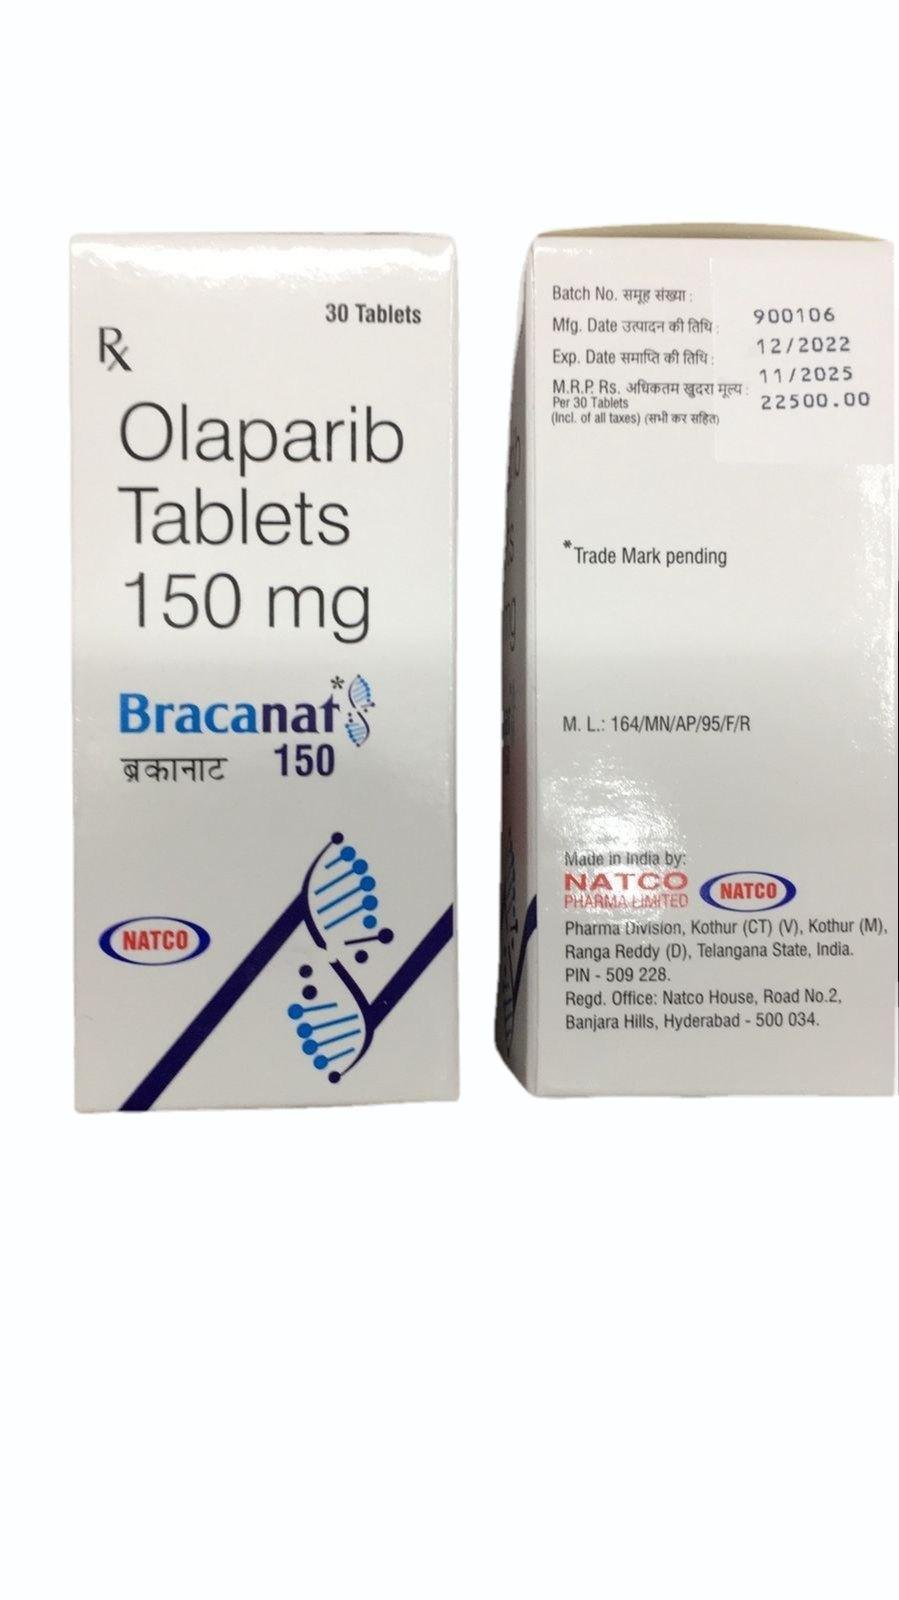 30 Tablets
Rx
Olaparib
Tablets
150 mg
Bracanat*
ब्रकानाट 150
NATCO
Batch No. समूह संख्या : 900106
Mfg. Date उत्पादन की तिथि : 12/2022
Exp. Date समाप्ति की तिथि : 11/2025
M.R.P. Rs. अधिकतम खुदरा मूल्य : 22500.00
Per 30 Tablets
(Incl. of all taxes) (सभी कर सहित)
*Trade Mark pending
M. L.: 164/MN/AP/95/F/R
Made in India by:
NATCO
PHARMA LIMITED
NATCO
Pharma Division, Kothur (CT) (V), Kothur (M),
Ranga Reddy (D), Telangana State, India.
PIN - 509 228.
Regd. Office: Natco House, Road No.2,
Banjara Hills, Hyderabad - 500 034.